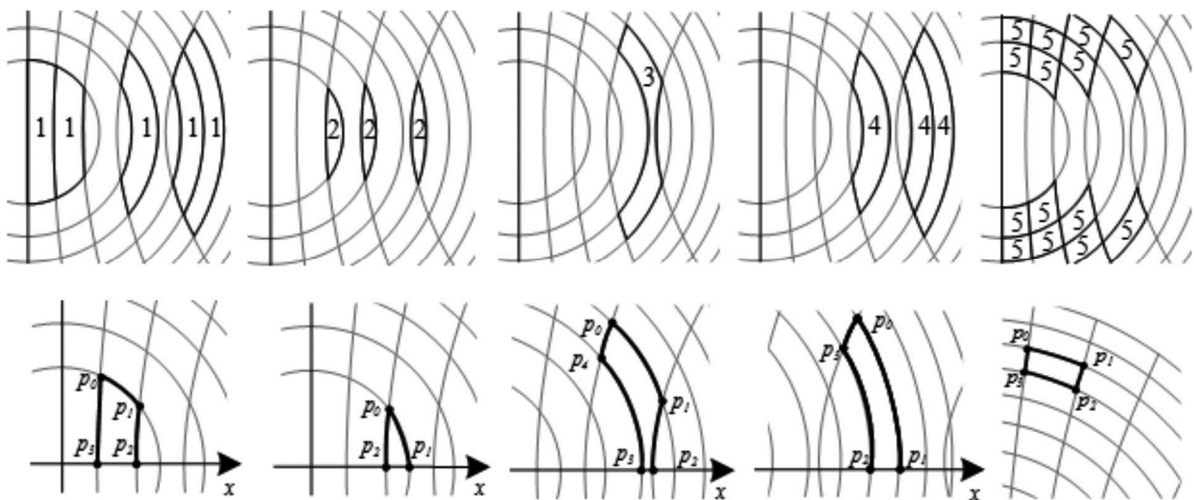 1 1 1 1 1
2 2 2
3
4 4 4
5 5 5 5
5 5 5
5 5 5 5
5 5 5
p₀
p₁
p₃ p₂
x
p₀
p₂ p₁
x
p₀
p₄
p₁
p₃ p₂
x
p₀
p₃
p₂ p₁
x
p₀ p₁
p₃ p₂